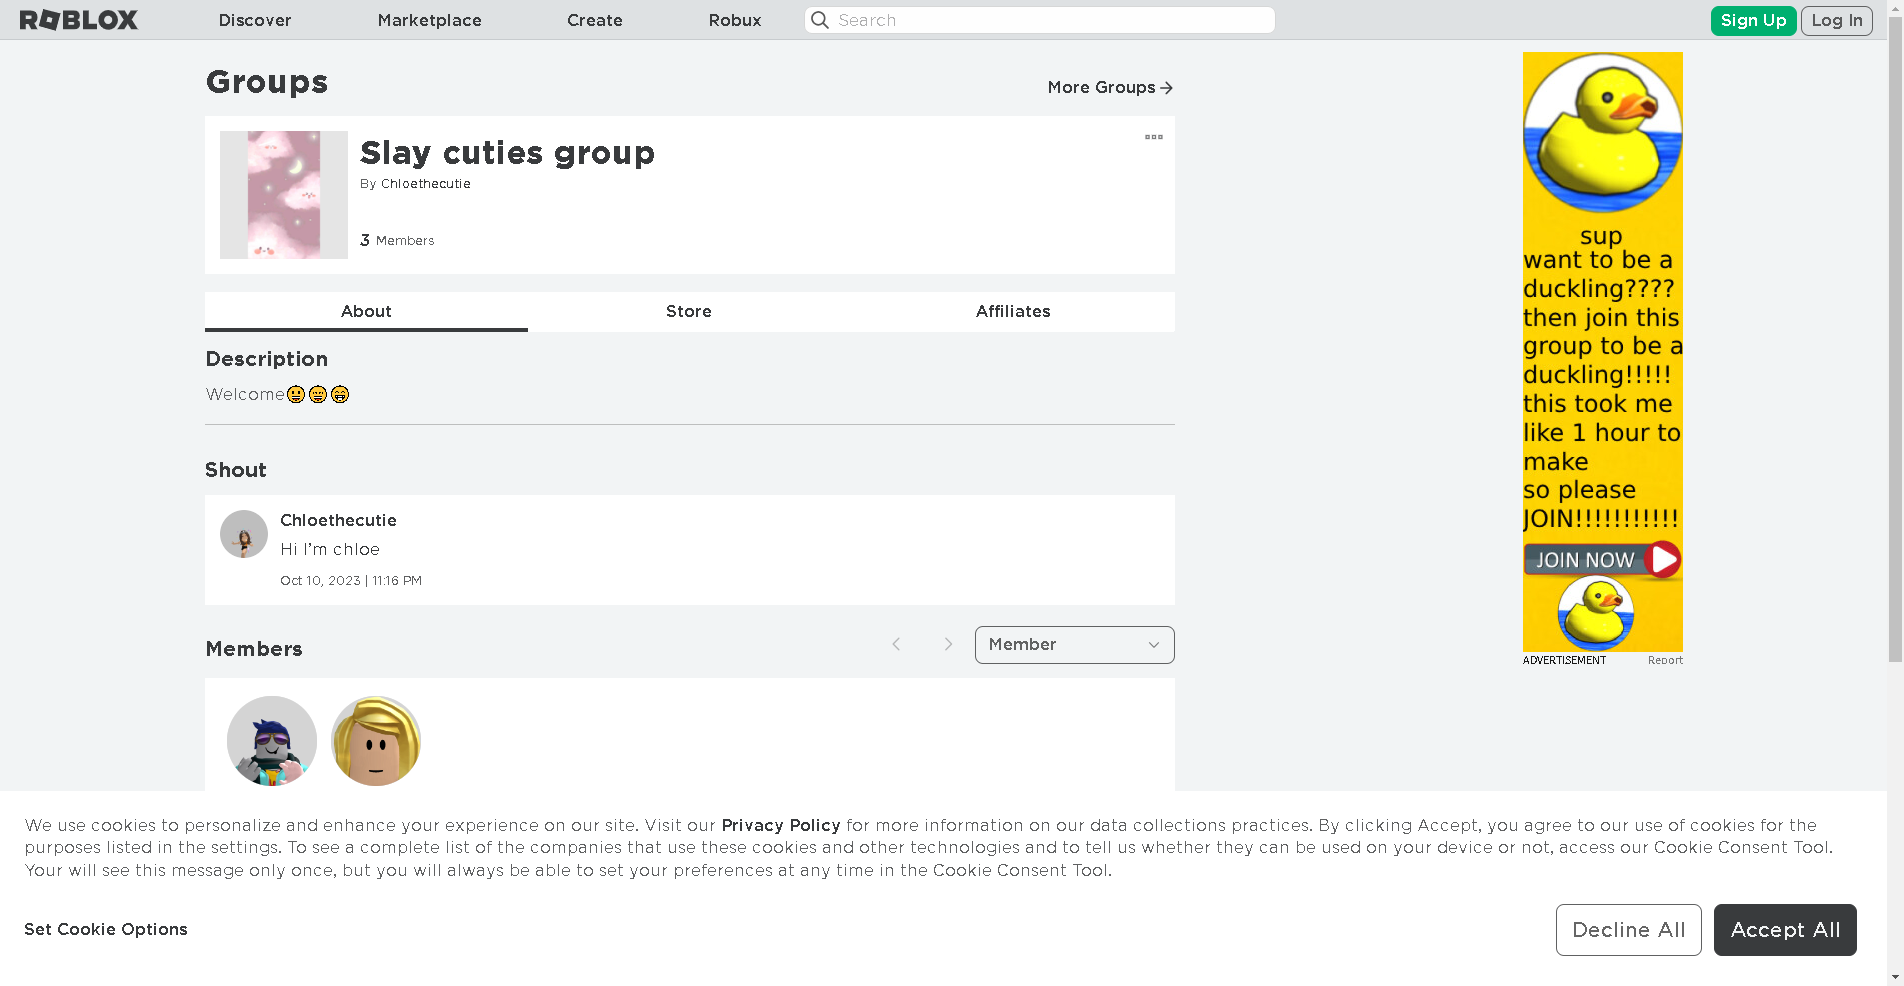 ROBLOX
Discover
Marketplace
Create
Robux
Search
Sign Up
Log In
Groups
More Groups
Slay cuties group
By Chloethecutie
3 Members
About
Store
Affiliates
Description
Welcome😀😁😂
Shout
Chloethecutie
Hi I'm chloe
Oct 10, 2023 | 11:16 PM
Members
Member
sup
want to be a
duckling????
then join this
group to be a
duckling!!!!!
this took me
like 1 hour to
make
so please
JOIN!!!!!!!!!!!
JOIN NOW
ADVERTISEMENT
Report
We use cookies to personalize and enhance your experience on our site. Visit our Privacy Policy for more information on our data collections practices. By clicking Accept, you agree to our use of cookies for the
purposes listed in the settings. To see a complete list of the companies that use these cookies and other technologies and to tell us whether they can be used on your device or not, access our Cookie Consent Tool.
Your will see this message only once, but you will always be able to set your preferences at any time in the Cookie Consent Tool.
Set Cookie Options
Decline All
Accept All